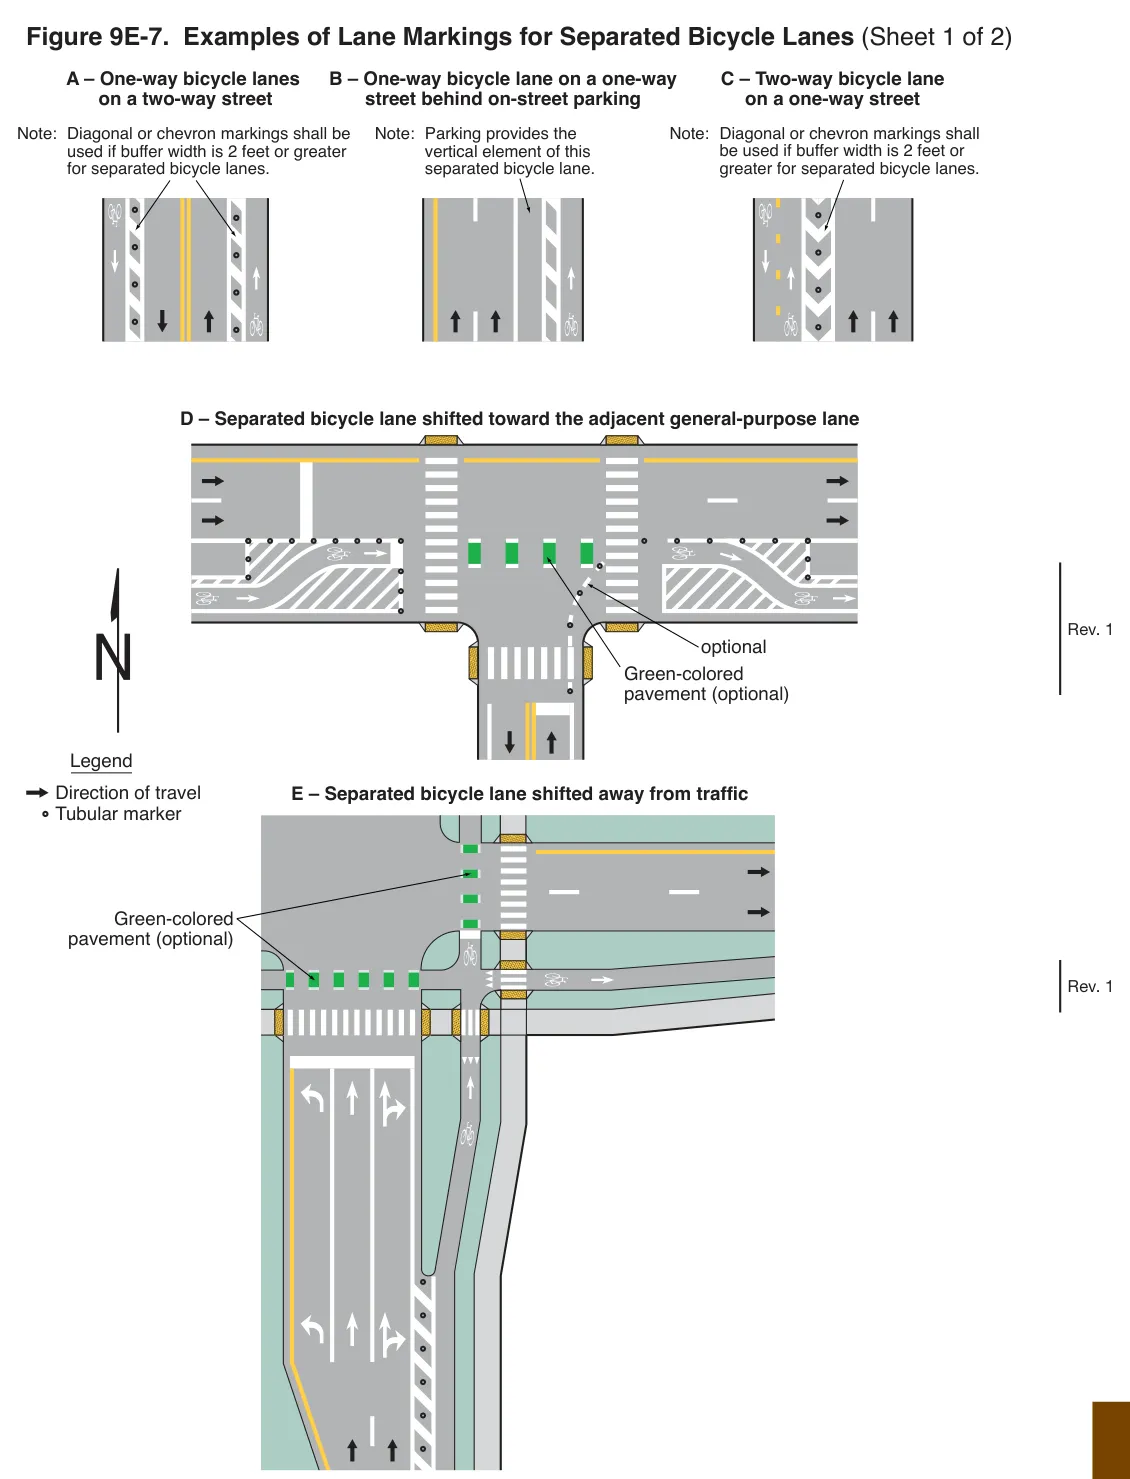 Figure 9E-7. Examples of Lane Markings for Separated Bicycle Lanes (Sheet 1 of 2)
A – One-way bicycle lanes
on a two-way street
Note: Diagonal or chevron markings shall be
used if buffer width is 2 feet or greater
for separated bicycle lanes.
B – One-way bicycle lane on a one-way
street behind on-street parking
Note: Parking provides the
vertical element of this
separated bicycle lane.
C – Two-way bicycle lane
on a one-way street
Note: Diagonal or chevron markings shall
be used if buffer width is 2 feet or
greater for separated bicycle lanes.
D – Separated bicycle lane shifted toward the adjacent general-purpose lane
N
optional
Green-colored
pavement (optional)
Rev. 1
Legend
Direction of travel
Tubular marker
E – Separated bicycle lane shifted away from traffic
Green-colored
pavement (optional)
Rev. 1